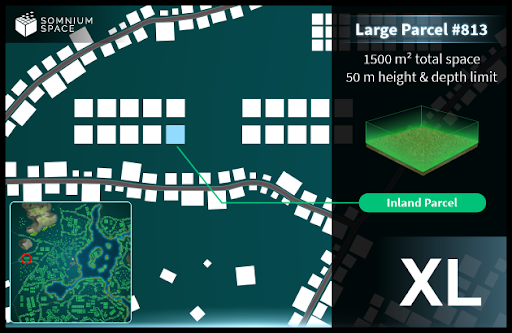 SOMNIUM
SPACE
Large Parcel #813
1500 m² total space
50 m height & depth limit
Inland Parcel
XL